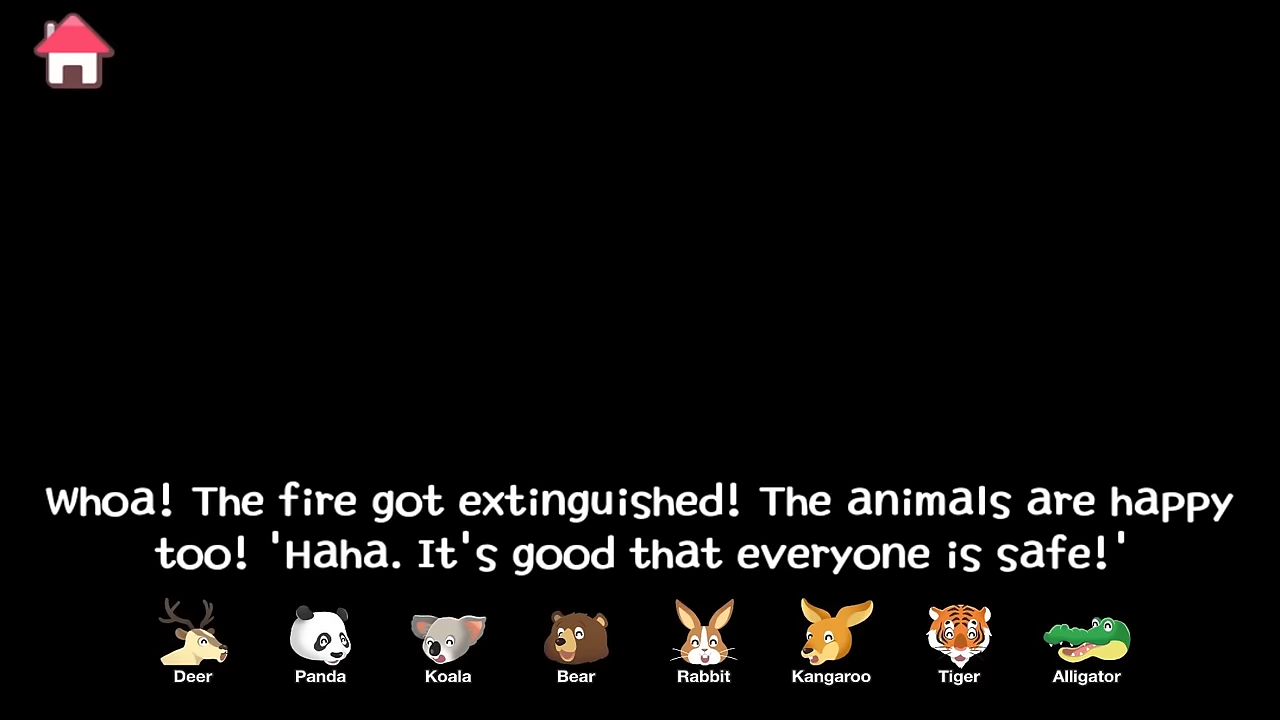 Whoa! The fire got extinguished! The animals are happy
too! 'Haha. It's good that everyone is safe!'
Deer Panda Koala Bear Rabbit Kangaroo Tiger Alligator